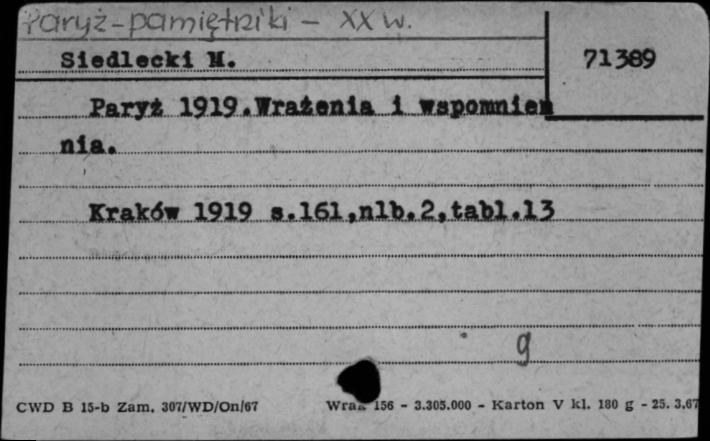 Paryż-pamiętniki - XX w.
Siedlecki M.
71389
Paryż 1919.Wrażenia i wspomnien
nia.
Kraków 1919 s.161,nlb.2,tabl.13
g
CWD B 15-b Zam. 307/WD/On/67
156 - 3.305.000 - Karton V kl. 180 g - 25. 3.67